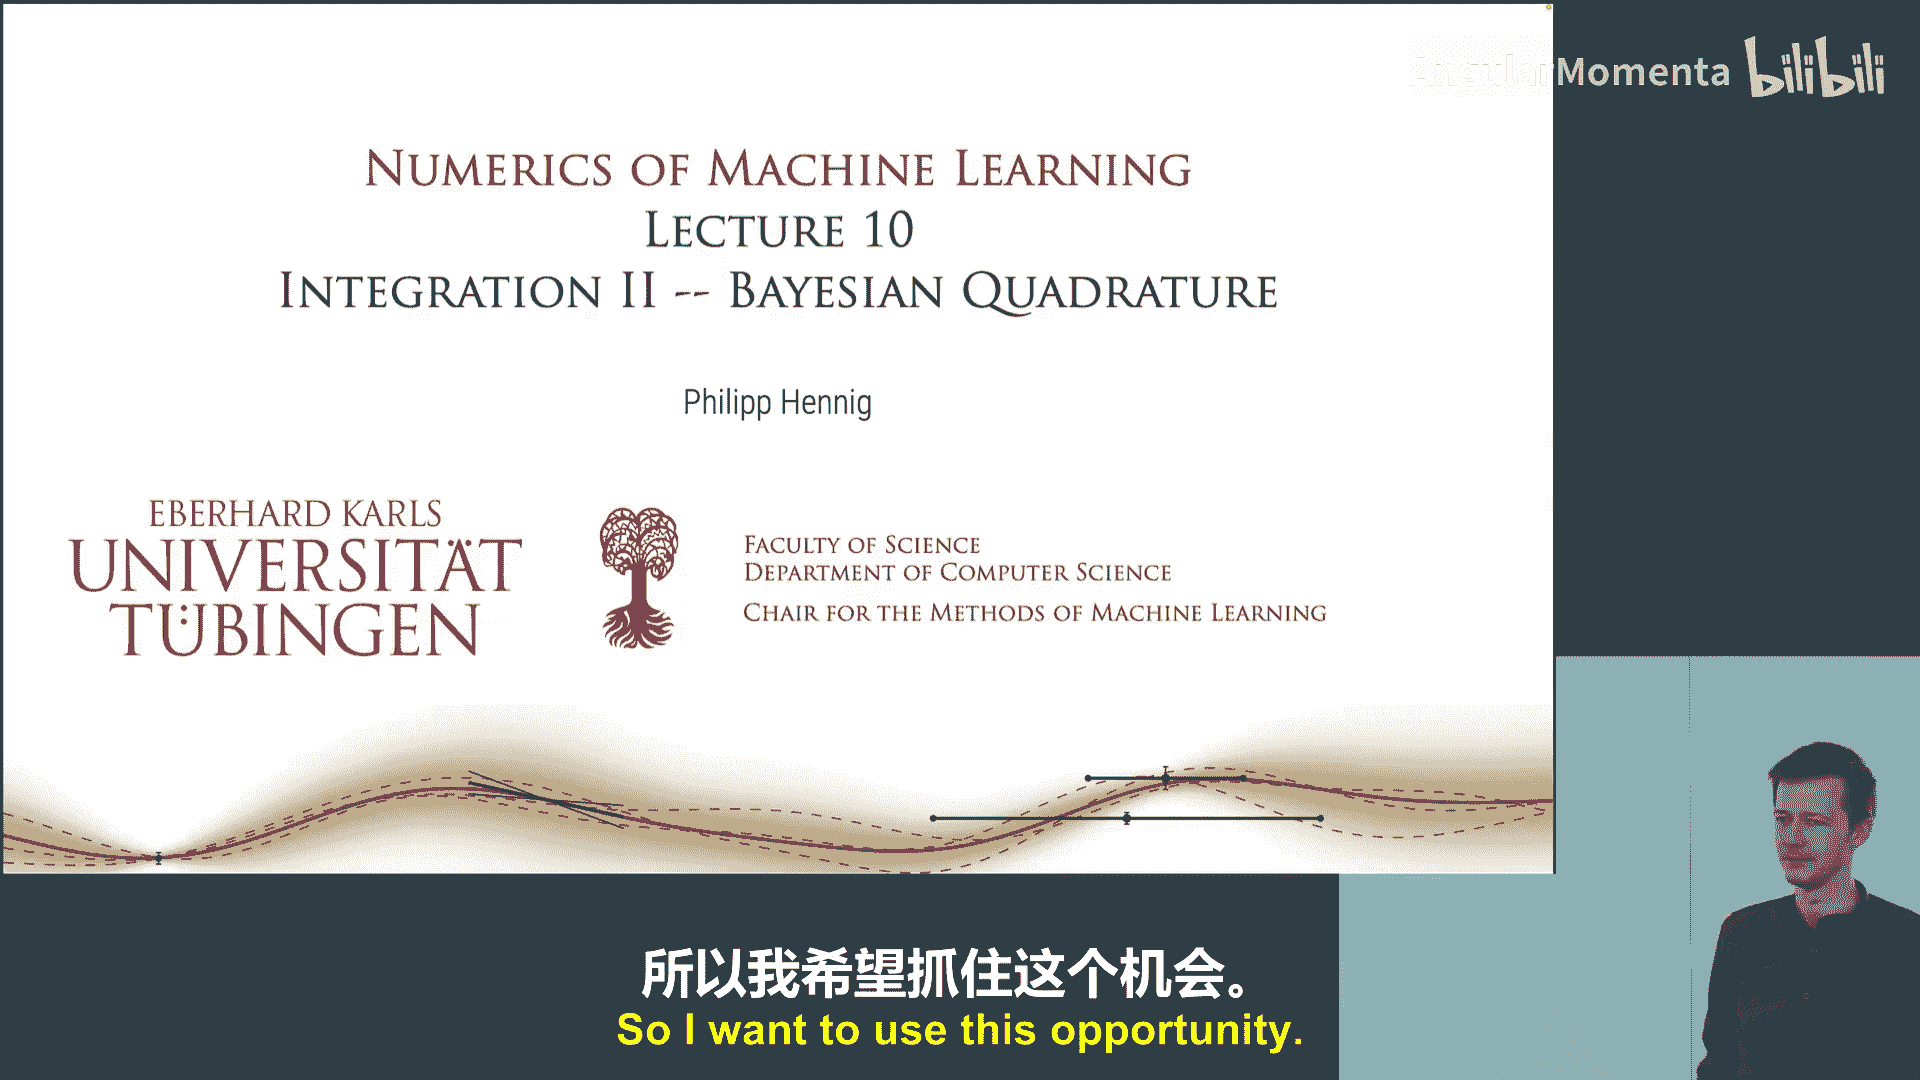 AngularMomenta bilibili
NUMERICS OF MACHINE LEARNING
LECTURE 10
INTEGRATION II -- BAYESIAN QUADRATURE
Philipp Hennig
EBERHARD KARLS
UNIVERSITÄT
TÜBINGEN
FACULTY OF SCIENCE
DEPARTMENT OF COMPUTER SCIENCE
CHAIR FOR THE METHODS OF MACHINE LEARNING
所以我希望抓住这个机会。
So I want to use this opportunity.